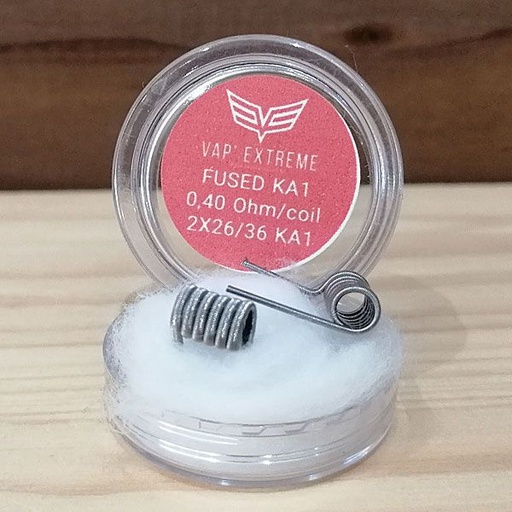 VAP' EXTREME
FUSED KA1
0,40 Ohm/coil
2X26/36 KA1